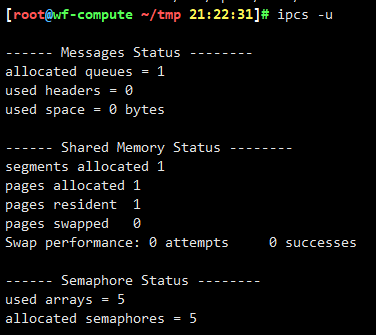 [root@wf-compute ~/tmp 21:22:31]# ipcs -u
------ Messages Status --------
allocated queues = 1
used headers = 0
used space = 0 bytes
------ Shared Memory Status --------
segments allocated 1
pages allocated 1
pages resident  1
pages swapped   0
Swap performance: 0 attempts     0 successes
------ Semaphore Status --------
used arrays = 5
allocated semaphores = 5